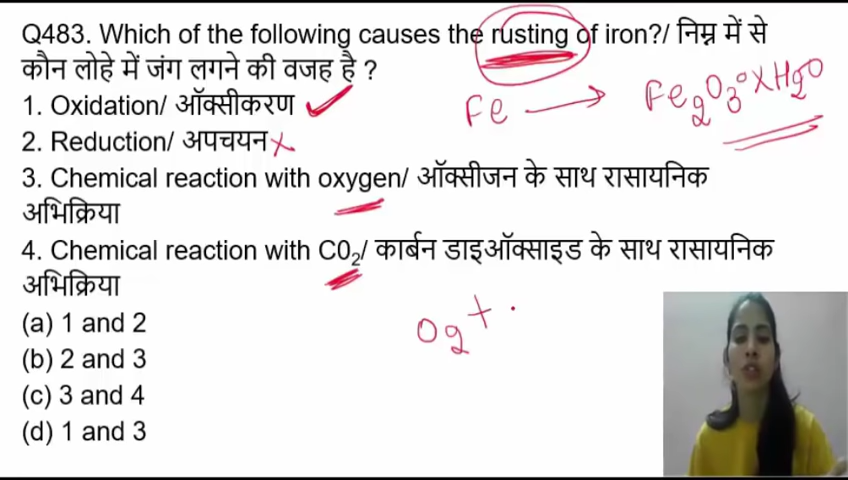 Q483. Which of the following causes the rusting of iron?/ निम्न में से
कौन लोहे में जंग लगने की वजह है ?
1. Oxidation/ ऑक्सीकरण
Fe → Fe₂O₃.XH₂O
2. Reduction/ अपचयन
3. Chemical reaction with oxygen/ ऑक्सीजन के साथ रासायनिक
अभिक्रिया
4. Chemical reaction with C0₂/ कार्बन डाइऑक्साइड के साथ रासायनिक
अभिक्रिया
O₂ +
(a) 1 and 2
(b) 2 and 3
(c) 3 and 4
(d) 1 and 3